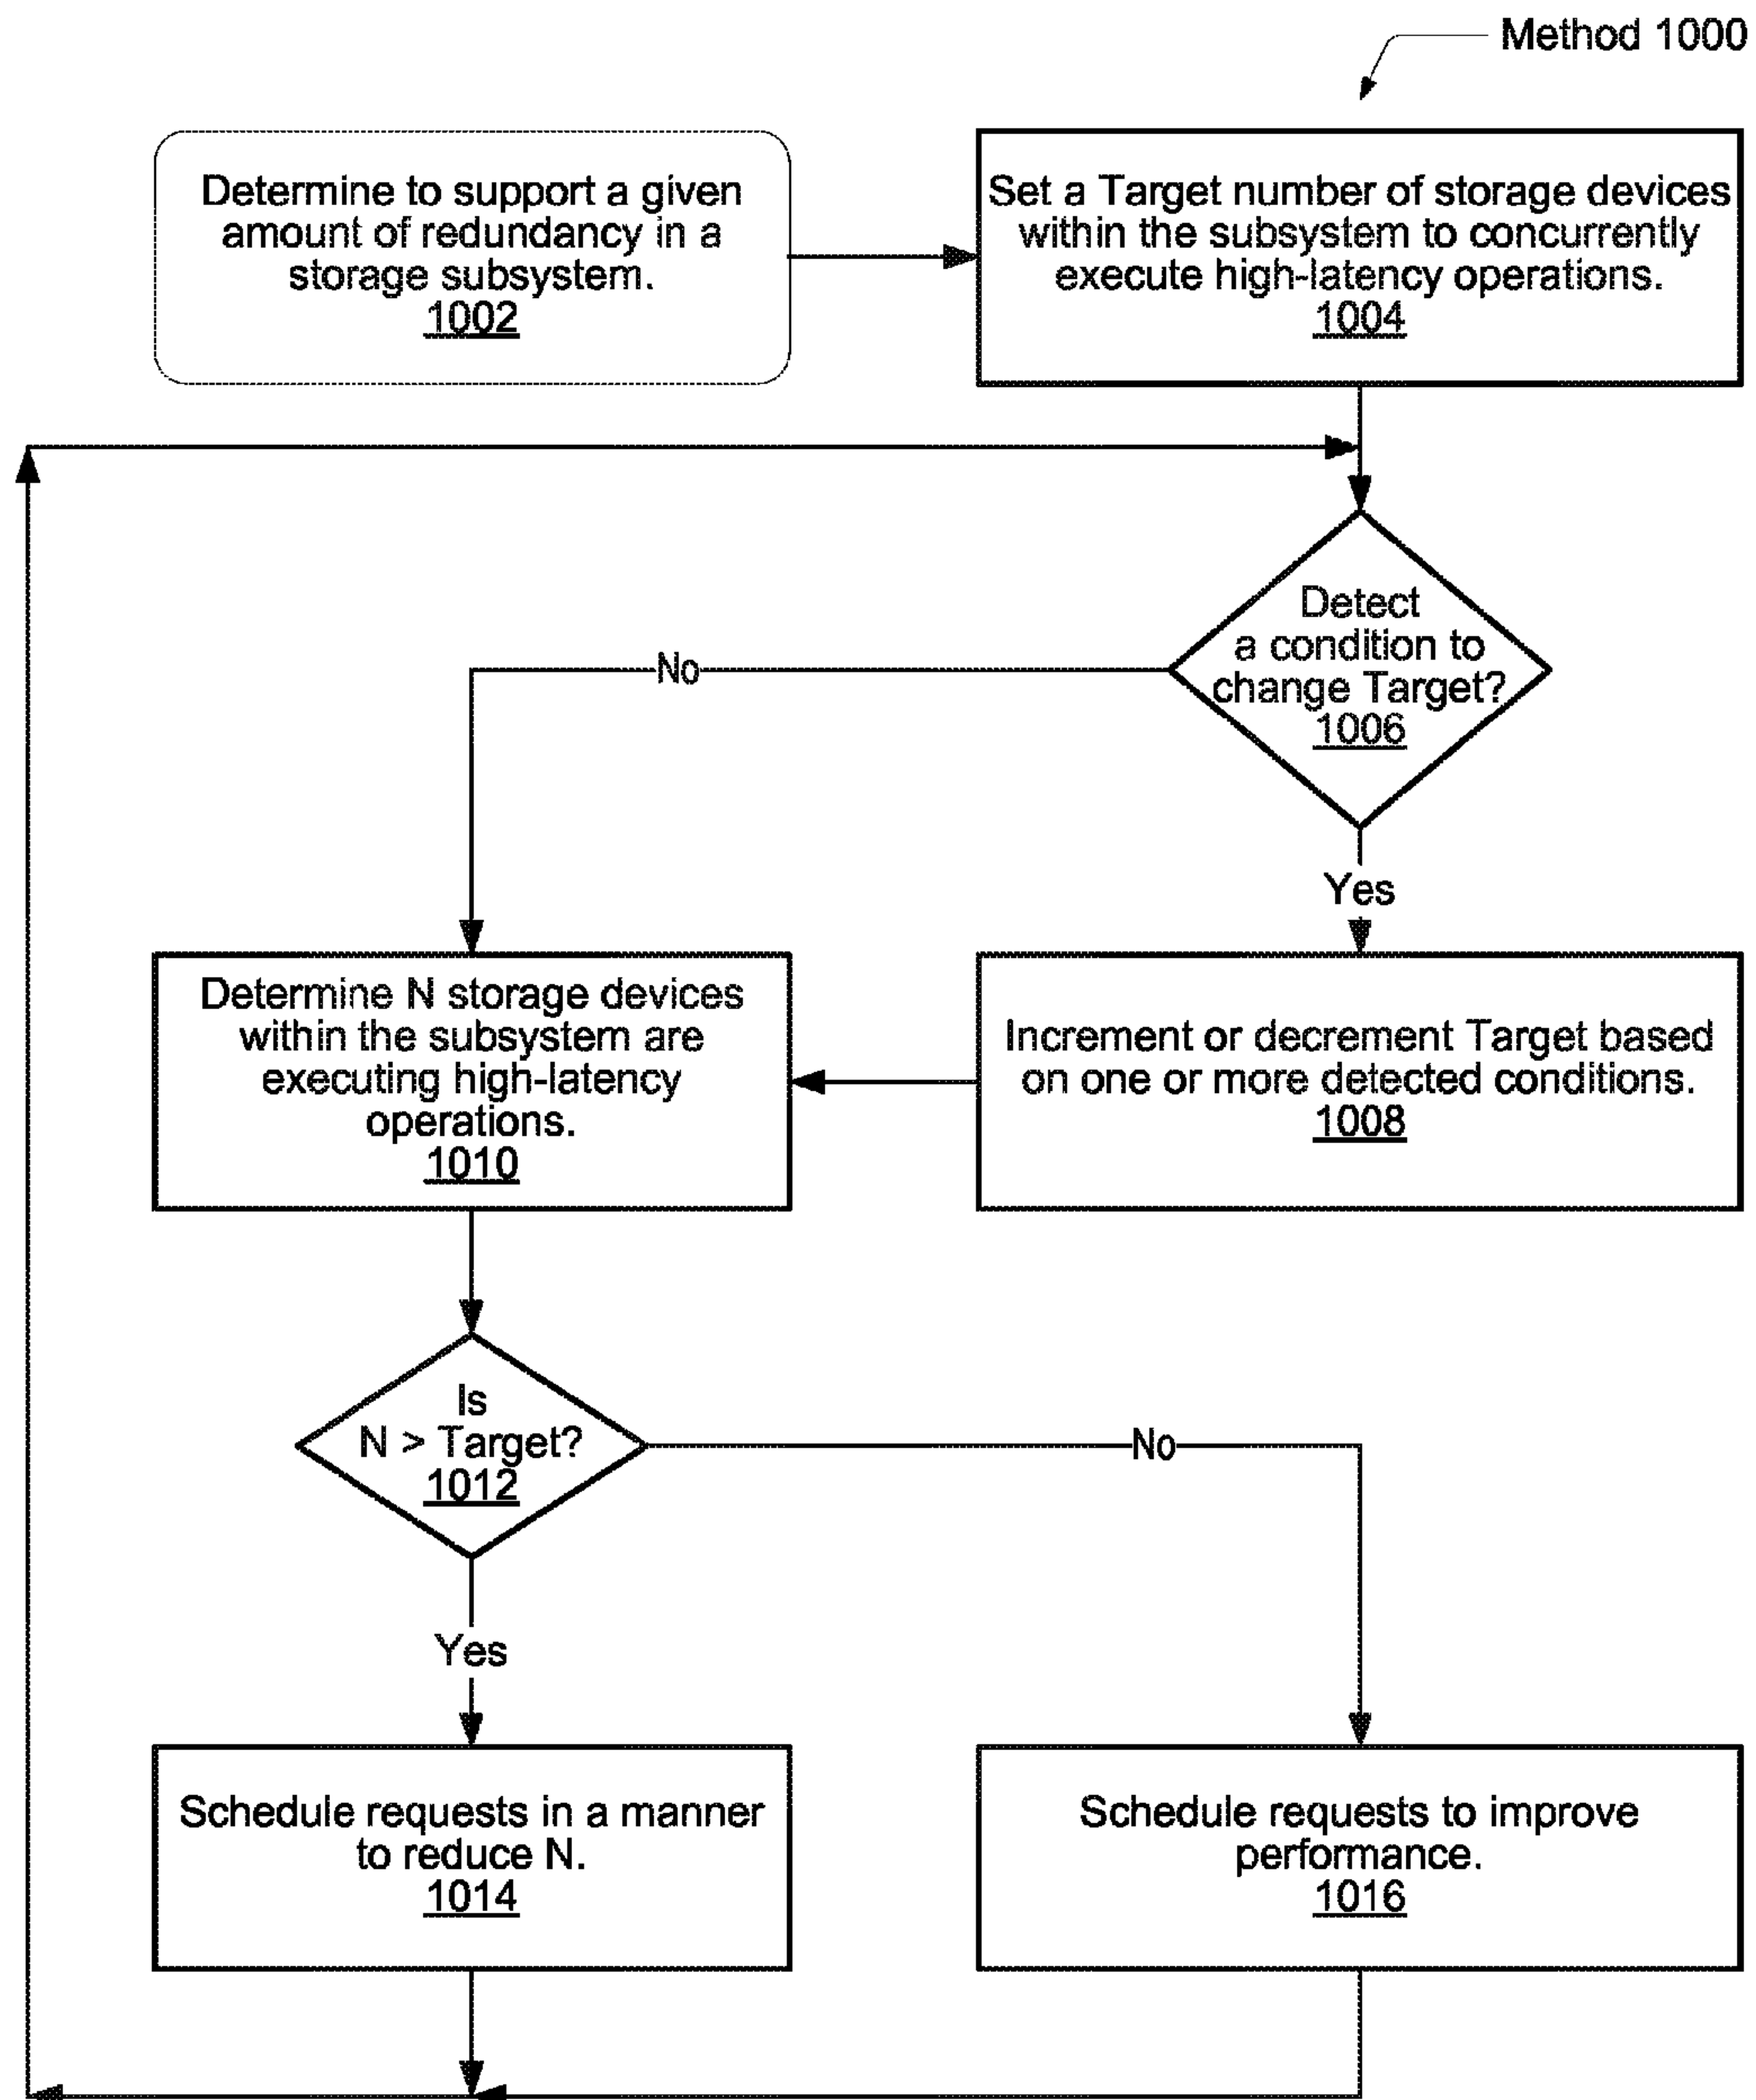 Method 1000
Determine to support a given
amount of redundancy in a
storage subsystem.
1002
Set a Target number of storage devices
within the subsystem to concurrently
execute high-latency operations.
1004
Detect
a condition to
change Target?
1006
No
Yes
Determine N storage devices
within the subsystem are
executing high-latency
operations.
1010
Increment or decrement Target based
on one or more detected conditions.
1008
Is
N > Target?
1012
No
Yes
Schedule requests in a manner
to reduce N.
1014
Schedule requests to improve
performance.
1016